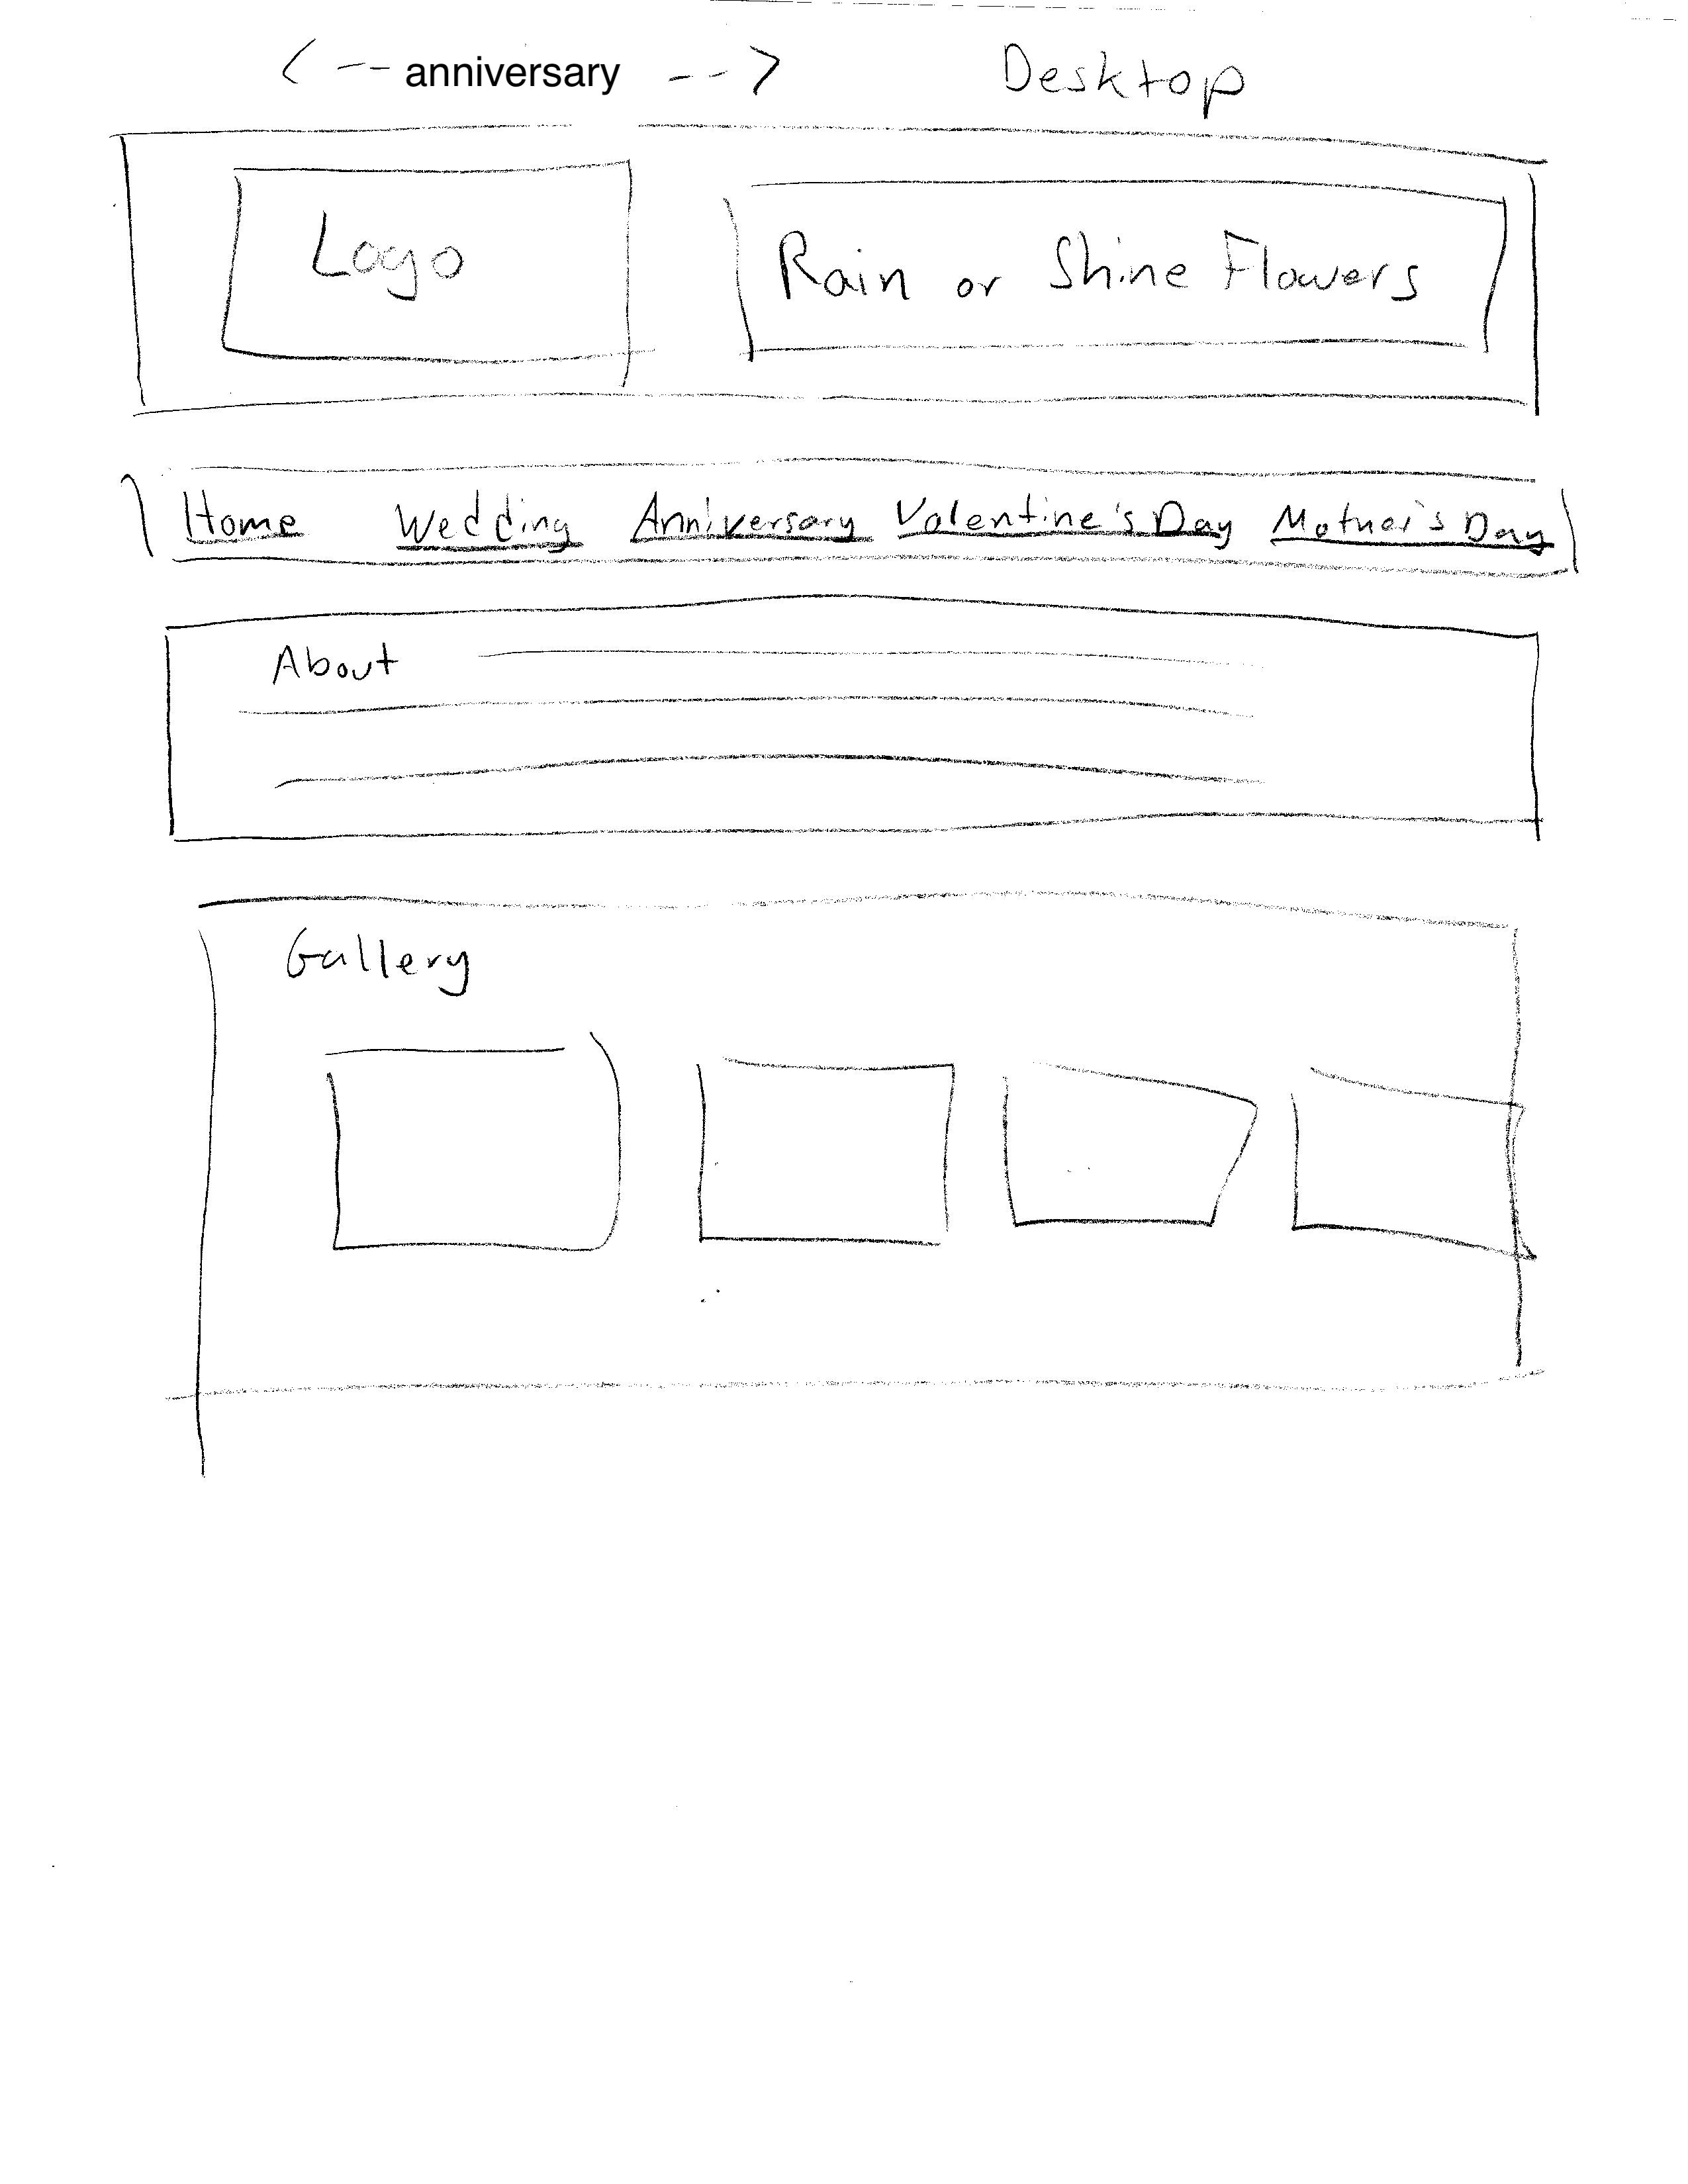 <-- anniversary --> Desktop
Logo
Rain or Shine Flowers
Home Wedding Anniversary Valentine's Day Mother's Day
About
Gallery